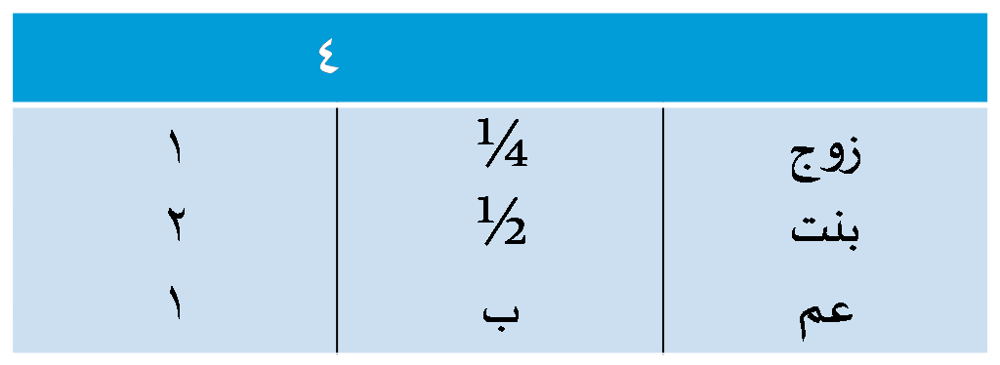 ٤
زوج ¼ ١
بنت ½ ٢
عم ب ١